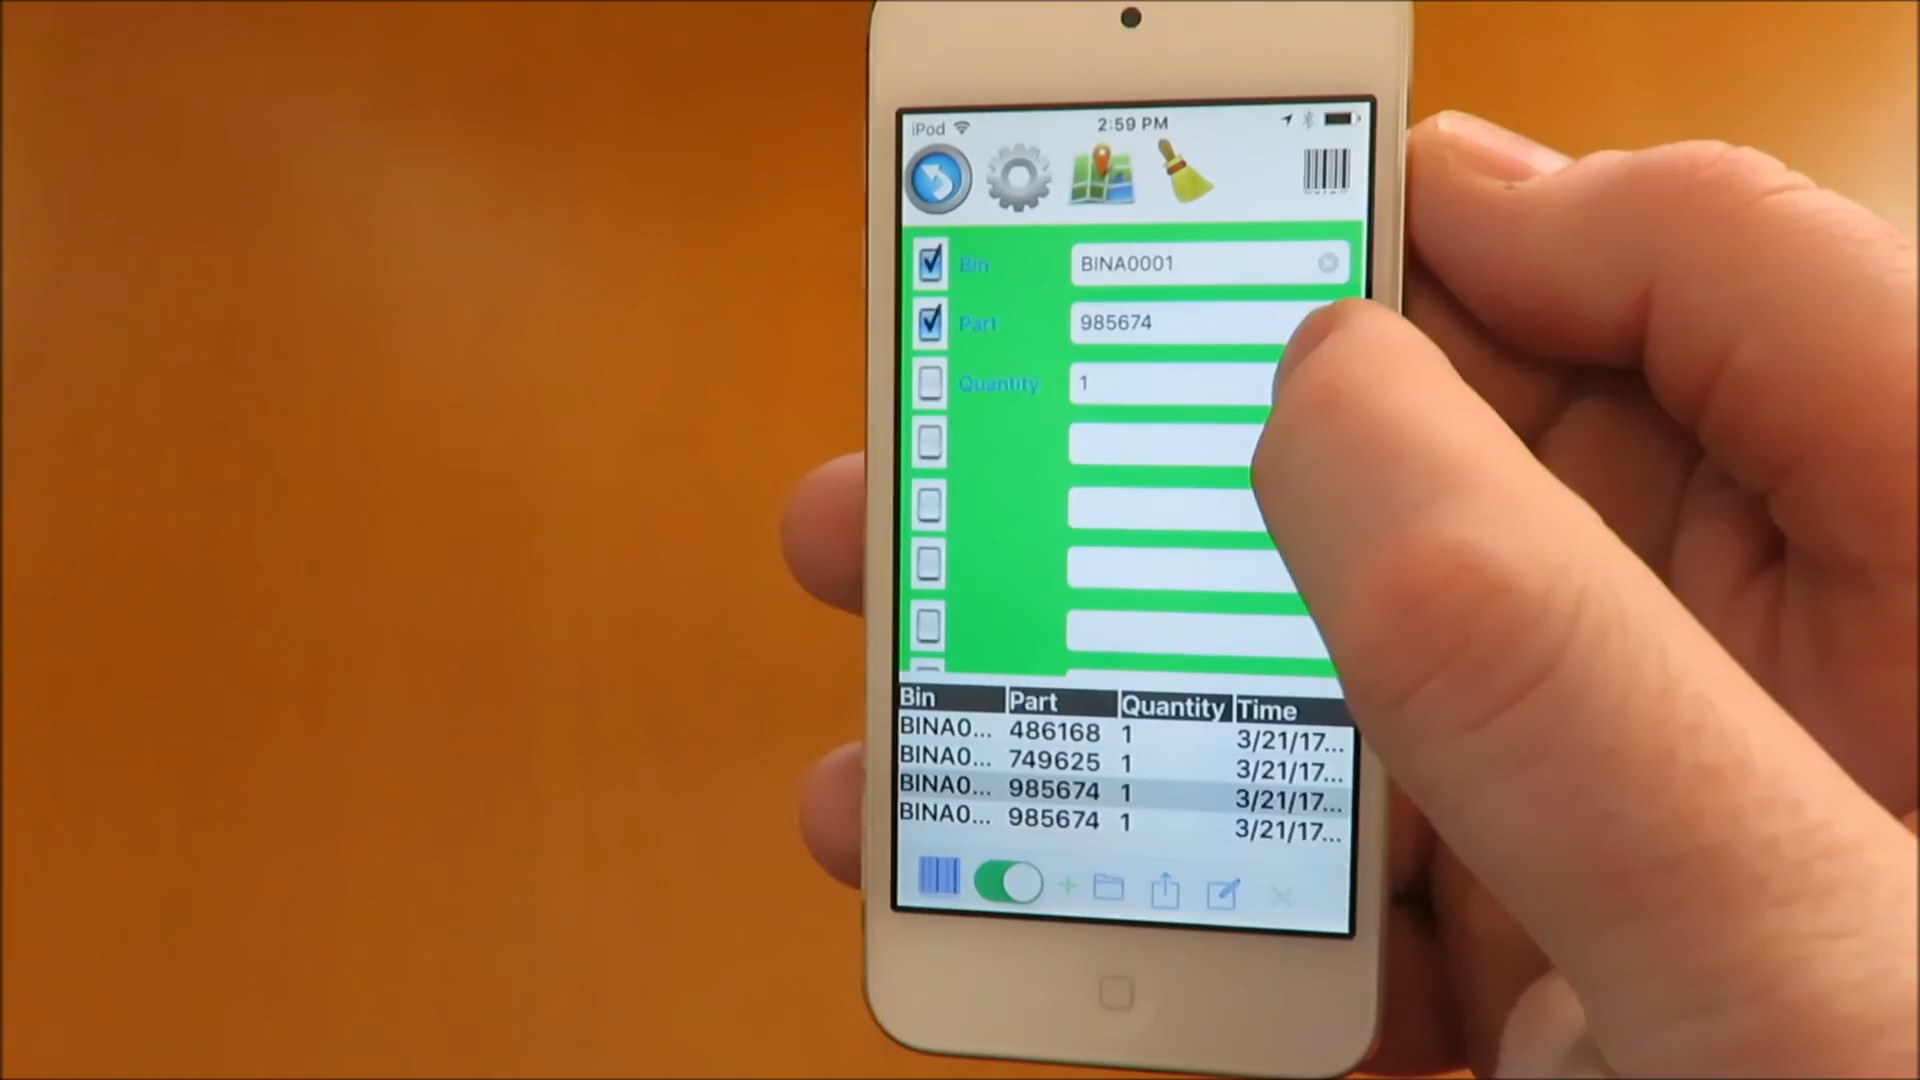 iPod 2:59 PM
Bin BINA0001
Part 985674
Quantity 1
Bin Part Quantity Time
BINA0... 486168 1 3/21/17...
BINA0... 749625 1 3/21/17...
BINA0... 985674 1 3/21/17...
BINA0... 985674 1 3/21/17...